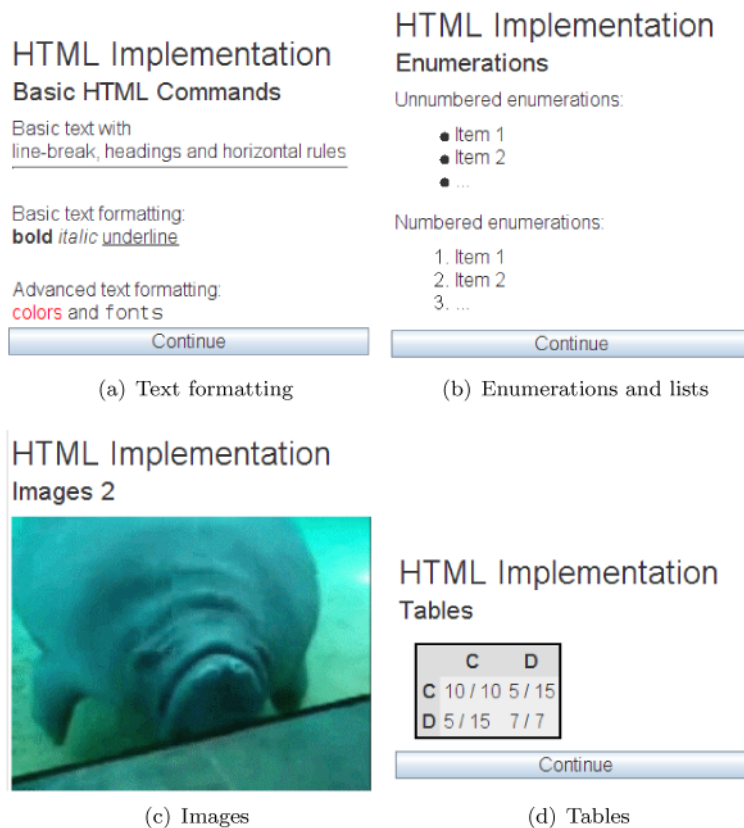 HTML Implementation
Basic HTML Commands
Basic text with
line-break, headings and horizontal rules
Basic text formatting:
bold italic underline
Advanced text formatting:
colors and fonts
Continue
(a) Text formatting
HTML Implementation
Enumerations
Unnumbered enumerations:
● Item 1
● Item 2
● ...
Numbered enumerations:
1. Item 1
2. Item 2
3. ...
Continue
(b) Enumerations and lists
HTML Implementation
Images 2
(c) Images
HTML Implementation
Tables
C D
C 10 / 10 5 / 15
D 5 / 15 7 / 7
Continue
(d) Tables